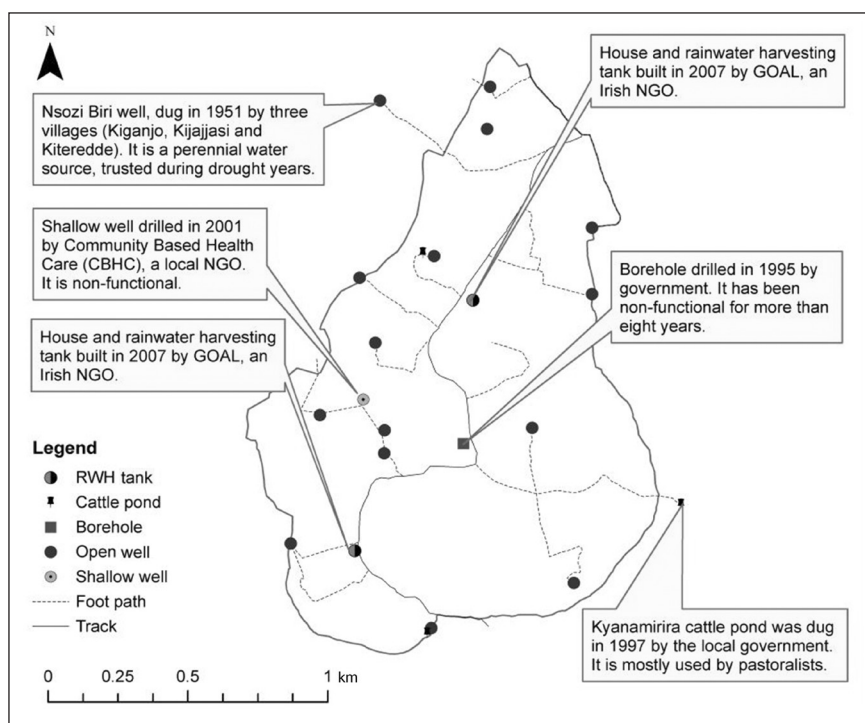 N
House and rainwater harvesting
tank built in 2007 by GOAL, an
Irish NGO.
Nsozi Biri well, dug in 1951 by three
villages (Kiganjo, Kijajjasi and
Kiteredde). It is a perennial water
source, trusted during drought years.
Shallow well drilled in 2001
by Community Based Health
Care (CBHC), a local NGO.
It is non-functional.
Borehole drilled in 1995 by
government. It has been
non-functional for more than
eight years.
House and rainwater harvesting
tank built in 2007 by GOAL, an
Irish NGO.
Legend
RWH tank
Cattle pond
Borehole
Open well
Shallow well
Foot path
Track
Kyanamirira cattle pond was dug
in 1997 by the local government.
It is mostly used by pastoralists.
0 0.25 0.5 1 km